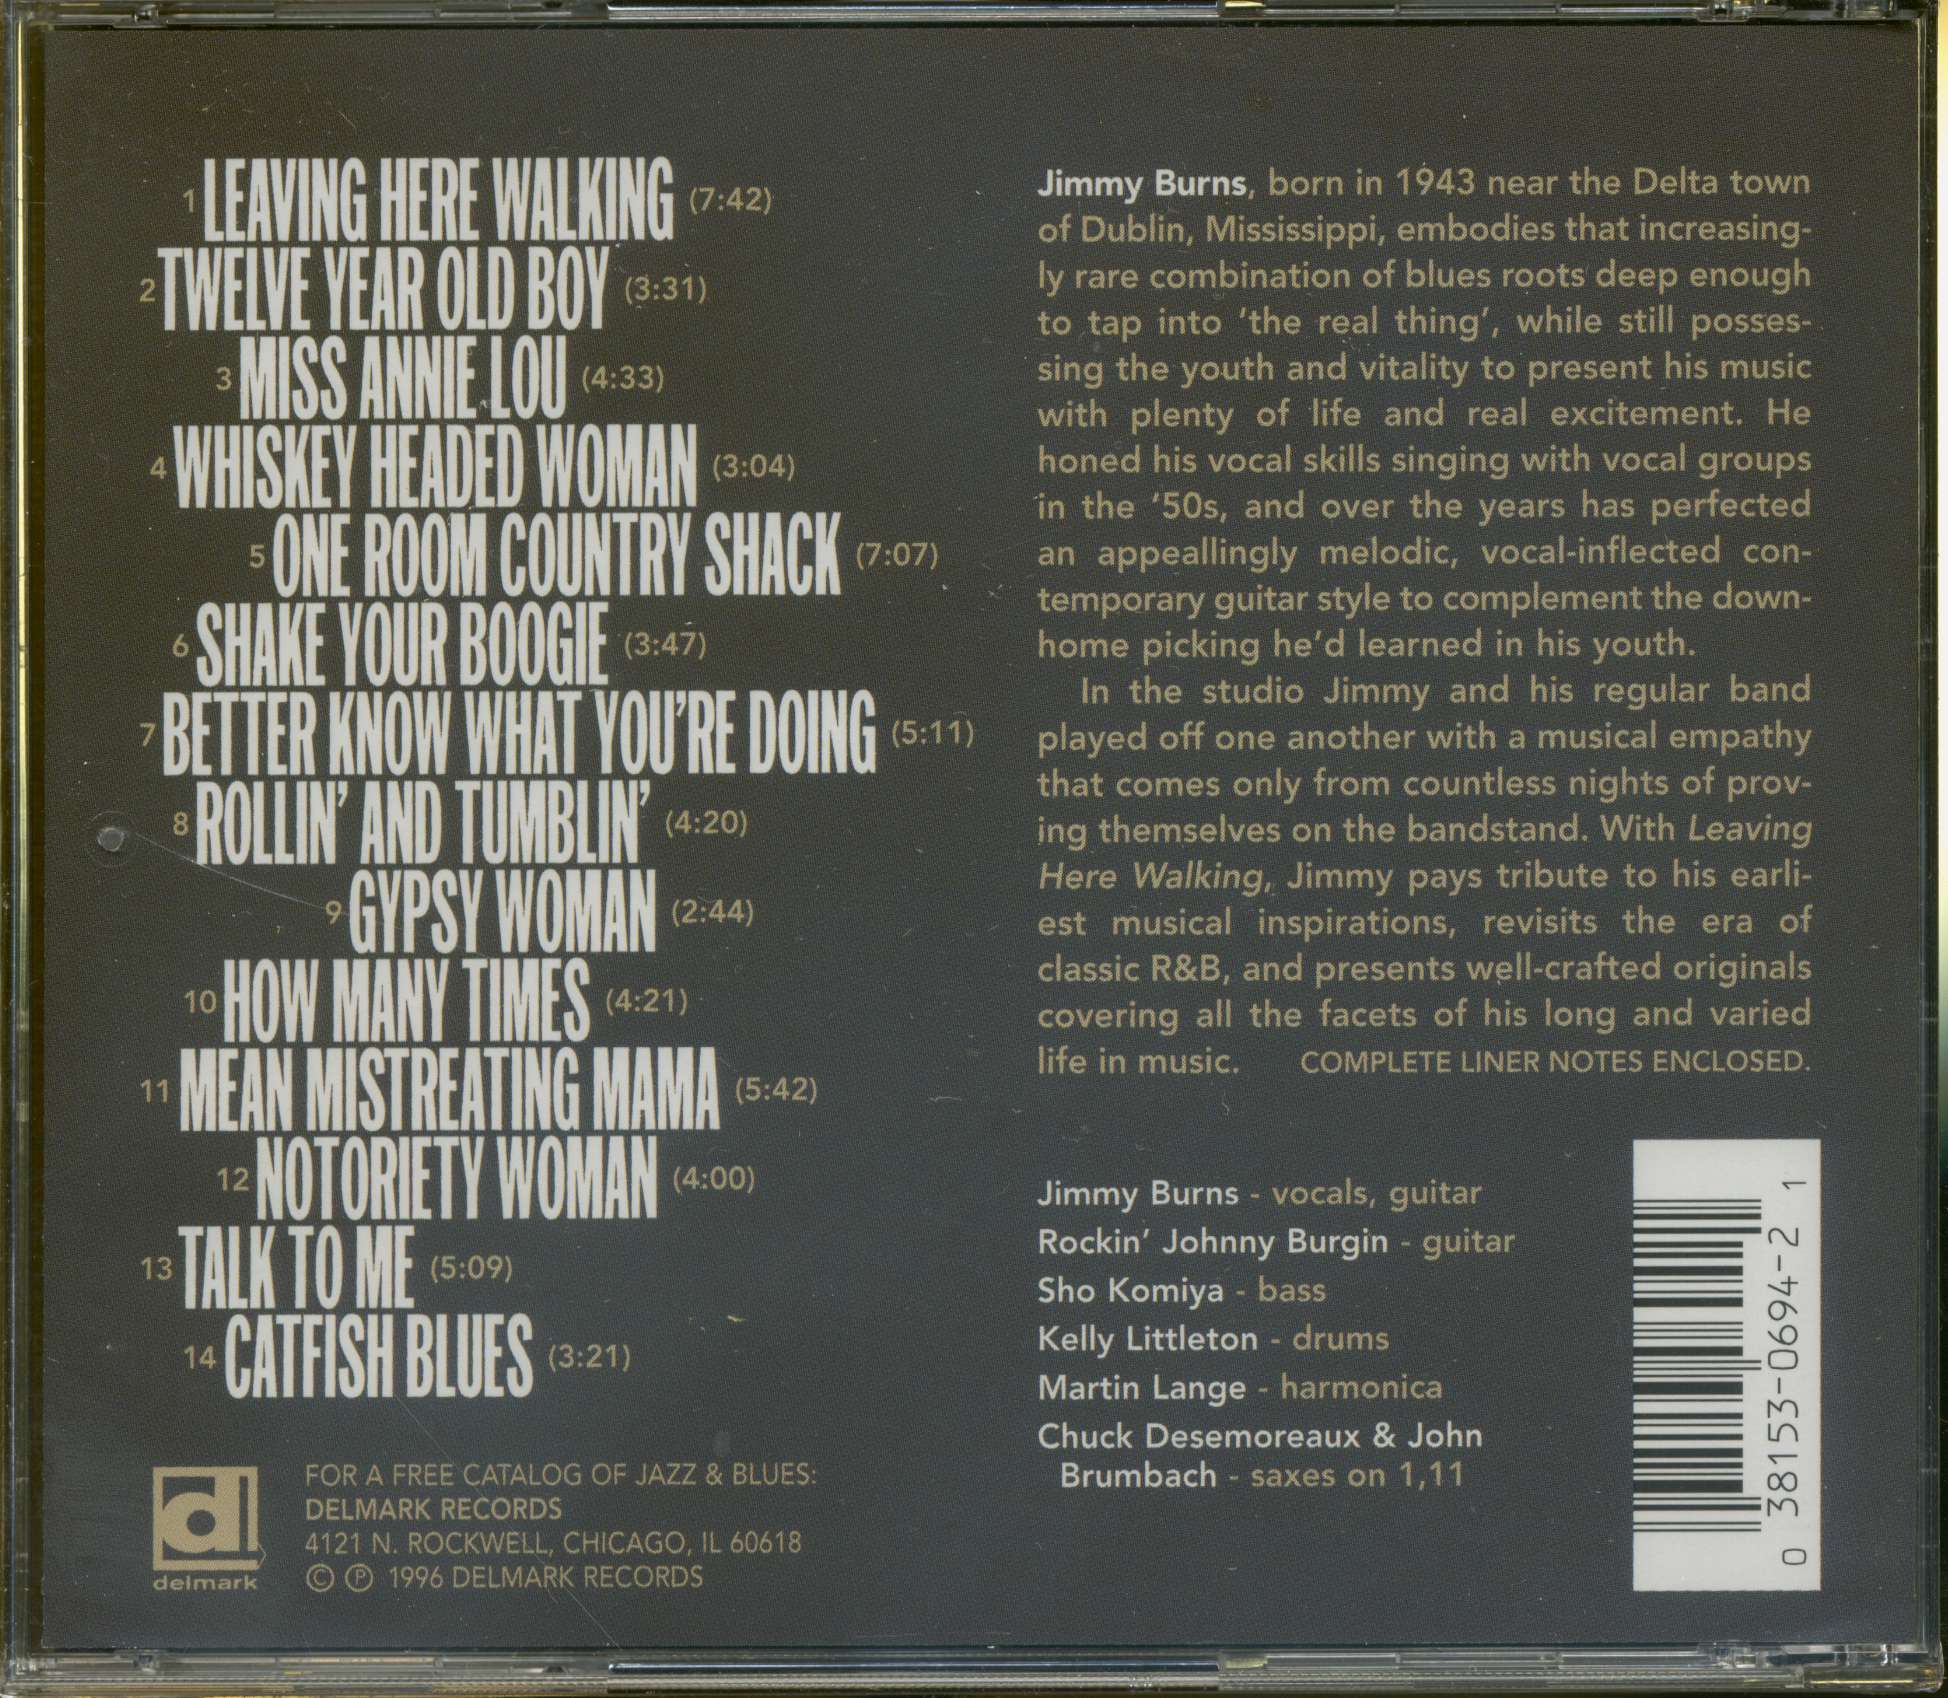 1 LEAVING HERE WALKING (7:42)
2 TWELVE YEAR OLD BOY (3:31)
3 MISS ANNIE LOU (4:33)
4 WHISKEY HEADED WOMAN (3:04)
5 ONE ROOM COUNTRY SHACK (7:07)
6 SHAKE YOUR BOOGIE (3:47)
7 BETTER KNOW WHAT YOU'RE DOING (5:11)
8 ROLLIN' AND TUMBLIN' (4:20)
9 GYPSY WOMAN (2:44)
10 HOW MANY TIMES (4:21)
11 MEAN MISTREATING MAMA (5:42)
12 NOTORIETY WOMAN (4:00)
13 TALK TO ME (5:09)
14 CATFISH BLUES (3:21)
dl
delmark
FOR A FREE CATALOG OF JAZZ & BLUES:
DELMARK RECORDS
4121 N. ROCKWELL, CHICAGO, IL 60618
© ℗ 1996 DELMARK RECORDS
Jimmy Burns, born in 1943 near the Delta town
of Dublin, Mississippi, embodies that increasing-
ly rare combination of blues roots deep enough
to tap into 'the real thing', while still posses-
sing the youth and vitality to present his music
with plenty of life and real excitement. He
honed his vocal skills singing with vocal groups
in the '50s, and over the years has perfected
an appeallingly melodic, vocal-inflected con-
temporary guitar style to complement the down-
home picking he'd learned in his youth.
In the studio Jimmy and his regular band
played off one another with a musical empathy
that comes only from countless nights of prov-
ing themselves on the bandstand. With Leaving
Here Walking, Jimmy pays tribute to his earli-
est musical inspirations, revisits the era of
classic R&B, and presents well-crafted originals
covering all the facets of his long and varied
life in music. COMPLETE LINER NOTES ENCLOSED.
Jimmy Burns - vocals, guitar
Rockin' Johnny Burgin - guitar
Sho Komiya - bass
Kelly Littleton - drums
Martin Lange - harmonica
Chuck Desemoreaux & John
Brumbach - saxes on 1,11
0 38153-0694-2 1